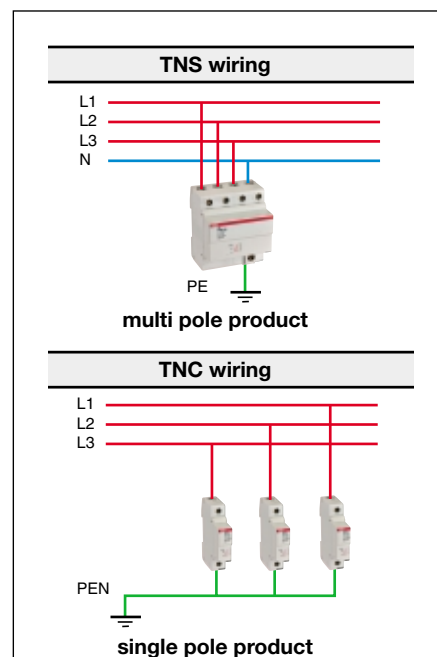 TNS wiring
L1
L2
L3
N
PE
multi pole product
TNC wiring
L1
L2
L3
PEN
single pole product